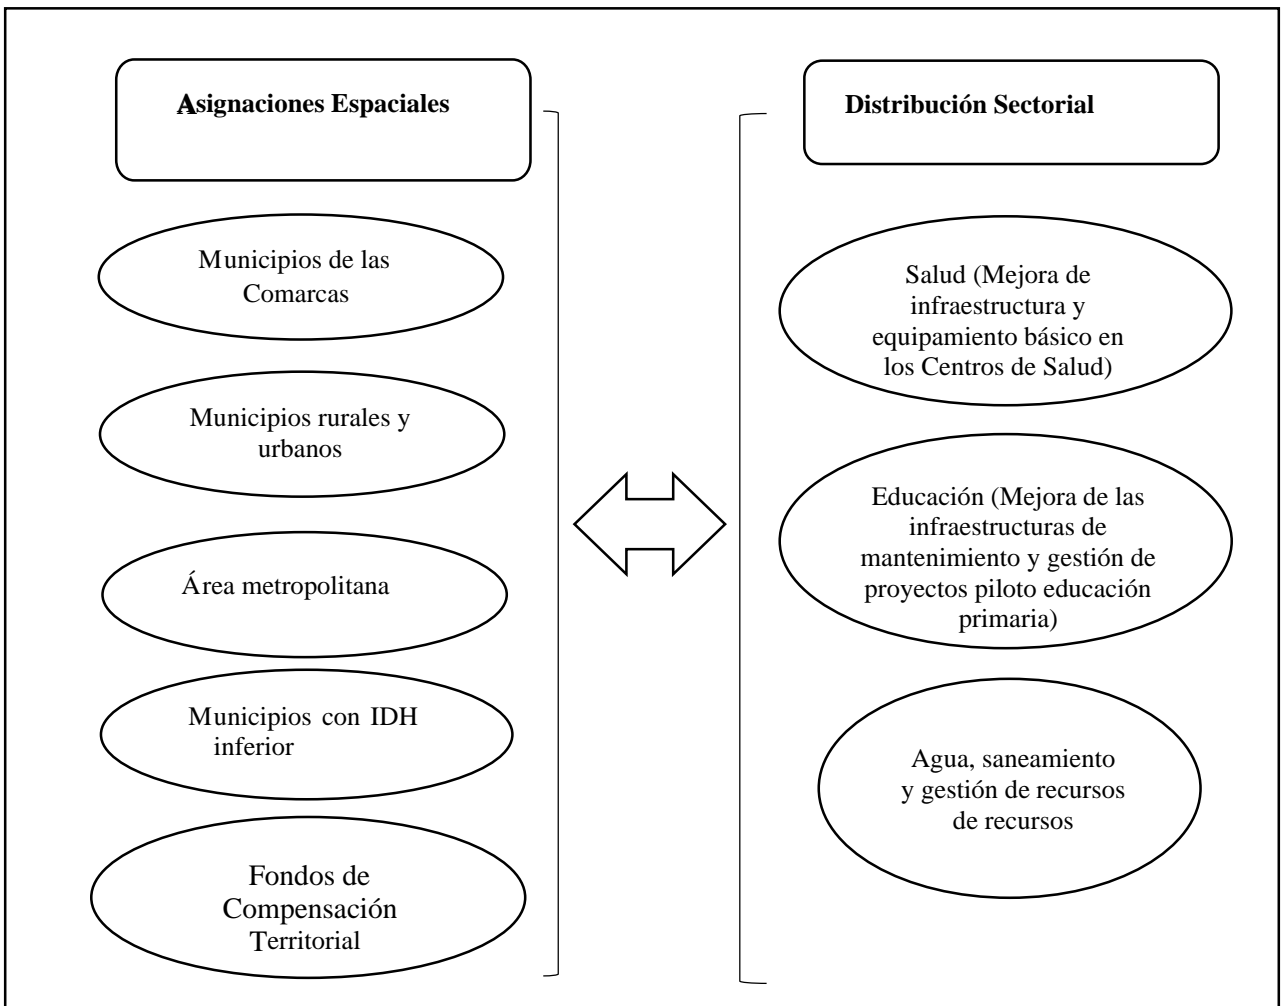 Asignaciones Espaciales
Municipios de las
Comarcas
Municipios rurales y
urbanos
Área metropolitana
Municipios con IDH
inferior
Fondos de
Compensación
Territorial
Distribución Sectorial
Salud (Mejora de
infraestructura y
equipamiento básico en
los Centros de Salud)
Educación (Mejora de las
infraestructuras de
mantenimiento y gestión de
proyectos piloto educación
primaria)
Agua, saneamiento
y gestión de recursos
de recursos